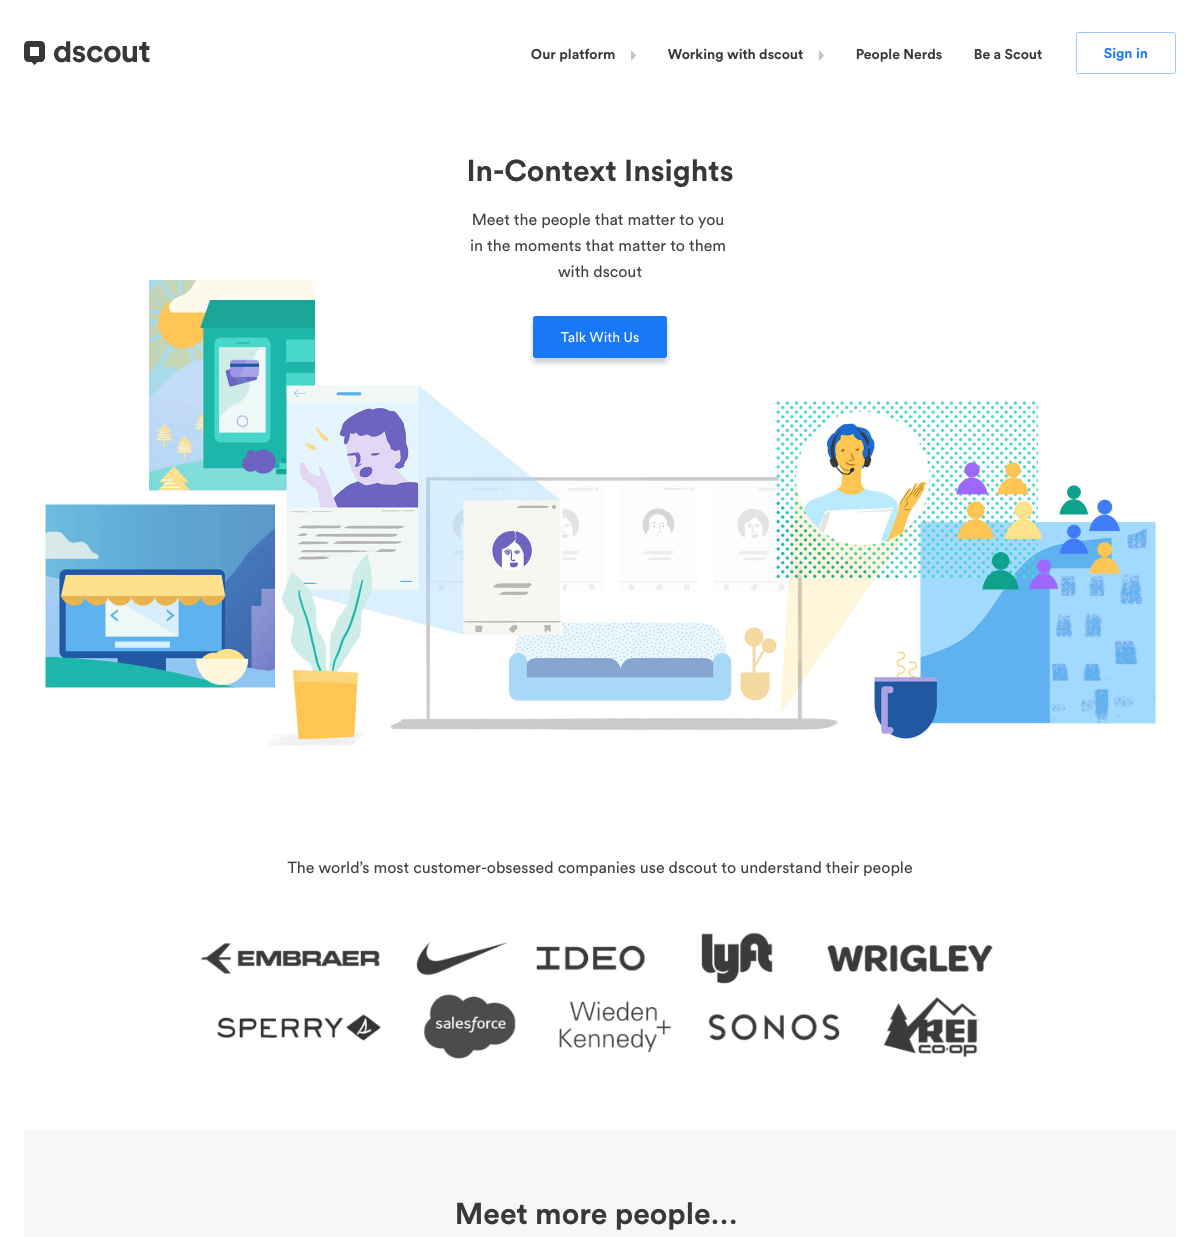 dscout
Our platform
Working with dscout
People Nerds
Be a Scout
Sign in
In-Context Insights
Meet the people that matter to you
in the moments that matter to them
with dscout
Talk With Us
The world’s most customer-obsessed companies use dscout to understand their people
EMBRAER
IDEO
lyft
WRIGLEY
SPERRY
salesforce
Wieden
Kennedy+
SONOS
REI
co·op
Meet more people...